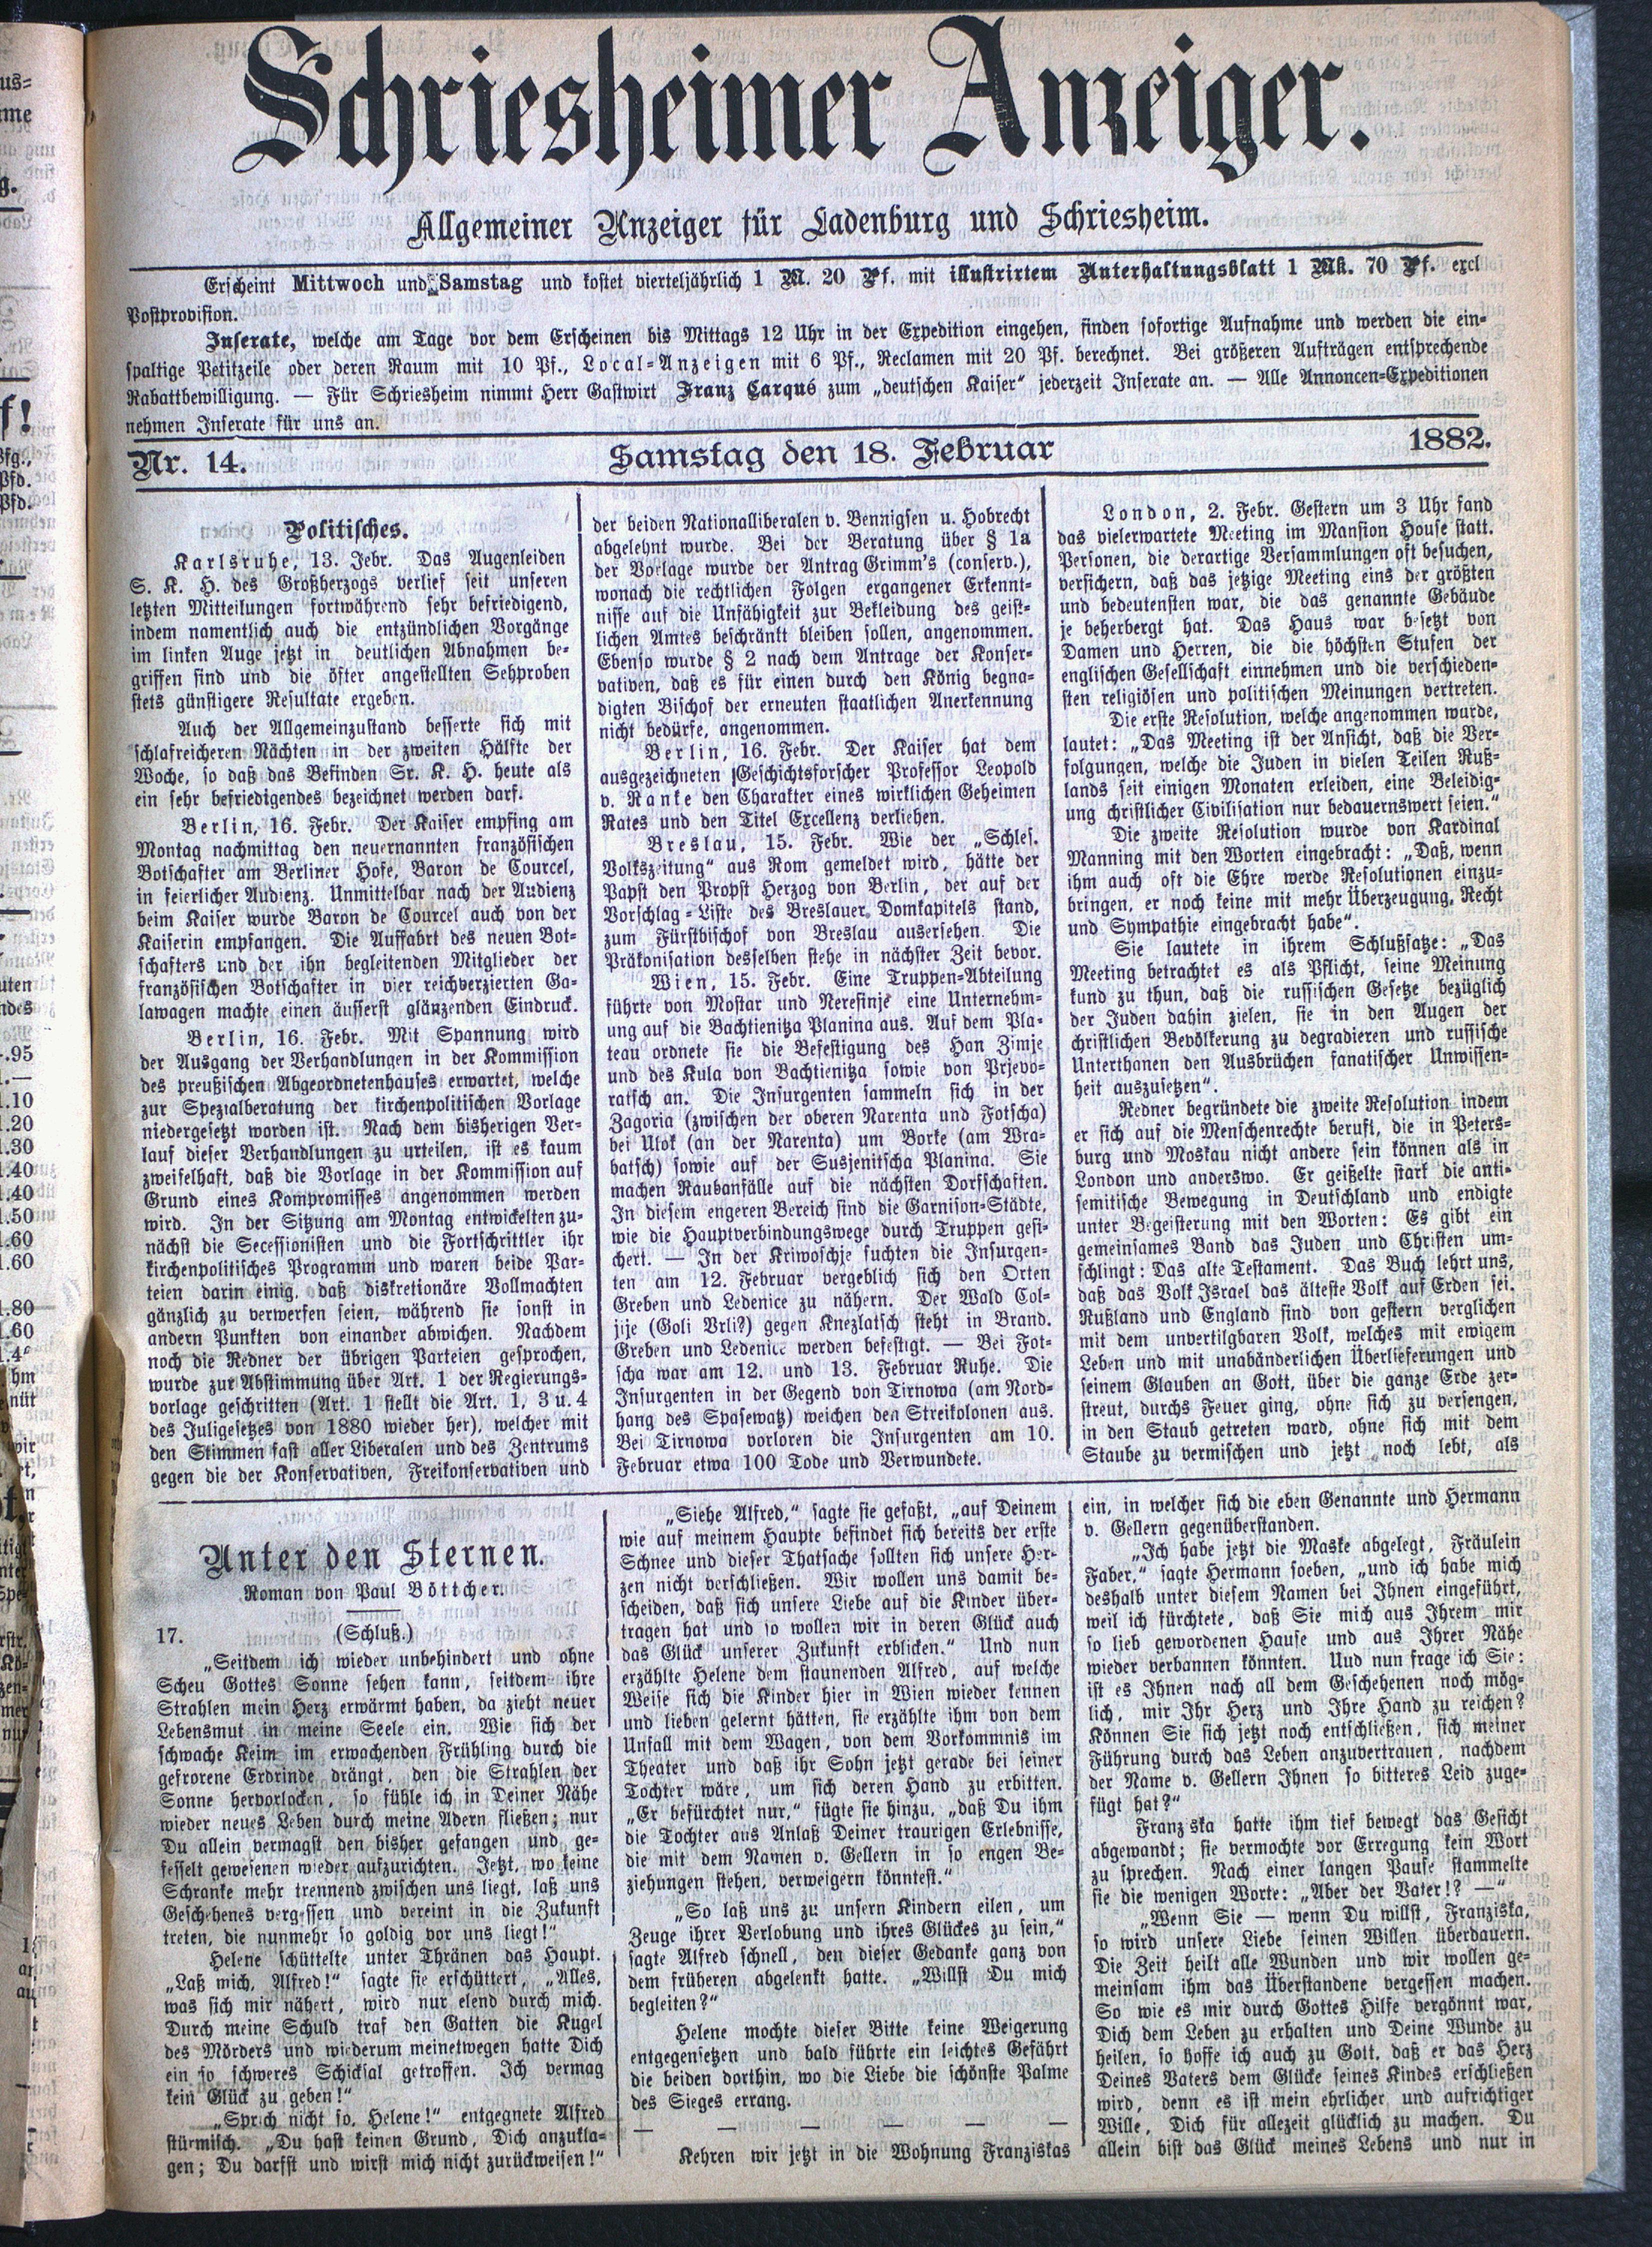 Schriesheimer Anzeiger.
Allgemeiner Anzeiger für Ladenburg und Schriesheim.
Erscheint Mittwoch und Samstag und kostet vierteljährlich 1 M. 20 Pf. mit illustrirtem Unterhaltungsblatt 1 Mk. 70 Pf. excl
Postprovision.
Inserate, welche am Tage vor dem Erscheinen bis Mittags 12 Uhr in der Expedition eingehen, finden sofortige Aufnahme und werden die ein-
spaltige Petitzeile oder deren Raum mit 10 Pf., Local-Anzeigen mit 6 Pf., Reclamen mit 20 Pf. berechnet. Bei größeren Aufträgen entsprechende
Rabattbewilligung. — Für Schriesheim nimmt Herr Gastwirt Franz Carqué zum „deutschen Kaiser“ jederzeit Inserate an. — Alle Annoncen-Expeditionen
nehmen Inserate für uns an.
Nr. 14. Samstag den 18. Februar 1882.
Politisches.
Karlsruhe, 13. Febr. Das Augenleiden
S. K. H. des Großherzogs verlief seit unseren
letzten Mitteilungen fortwährend sehr befriedigend,
indem namentlich auch die entzündlichen Vorgänge
im linken Auge jetzt in deutlichen Abnahmen be-
griffen sind und die öfter angestellten Sehproben
stets günstigere Resultate ergeben.
Auch der Allgemeinzustand besserte sich mit
schlafreicheren Nächten in der zweiten Hälfte der
Woche, so daß das Befinden Sr. K. H. heute als
ein sehr befriedigendes bezeichnet werden darf.
Berlin, 16. Febr. Der Kaiser empfing am
Montag nachmittag den neuernannten französischen
Botschafter am Berliner Hofe, Baron de Courcel,
in feierlicher Audienz. Unmittelbar nach der Audienz
beim Kaiser wurde Baron de Courcel auch von der
Kaiserin empfangen. Die Auffahrt des neuen Bot-
schafters und der ihn begleitenden Mitglieder der
französischen Botschafter in vier reichverzierten Ga-
lawagen machte einen äusserst glänzenden Eindruck.
Berlin, 16. Febr. Mit Spannung wird
der Ausgang der Verhandlungen in der Kommission
des preußischen Abgeordnetenhauses erwartet, welche
zur Spezialberatung der kirchenpolitischen Vorlage
niedergesetzt worden ist. Nach dem bisherigen Ver-
lauf dieser Verhandlungen zu urteilen, ist es kaum
zweifelhaft, daß die Vorlage in der Kommission auf
Grund eines Kompromisses angenommen werden
wird. In der Sitzung am Montag entwickelten zu-
nächst die Secessionisten und die Fortschrittler ihr
kirchenpolitisches Programm und waren beide Par-
teien darin einig, daß diskretionäre Vollmachten
gänzlich zu verwerfen seien, während sie sonst in
andern Punkten von einander abwichen. Nachdem
noch die Redner der übrigen Parteien gesprochen,
wurde zur Abstimmung über Art. 1 der Regierungs-
vorlage geschritten (Art. 1 stellt die Art. 1, 3 u. 4
des Juligesetzes von 1880 wieder her), welcher mit
den Stimmen fast aller Liberalen und des Zentrums
gegen die der Konservativen, Freikonservativen und
der beiden Nationalliberalen v. Bennigsen u. Hobrecht
abgelehnt wurde. Bei der Beratung über § 1a
der Vorlage wurde der Antrag Grimm's (conserv.),
wonach die rechtlichen Folgen ergangener Erkennt-
nisse auf die Unfähigkeit zur Bekleidung des geist-
lichen Amtes beschränkt bleiben sollen, angenommen.
Ebenso wurde § 2 nach dem Antrage der Konser-
vativen, daß es für einen durch den König begna-
digten Bischof der erneuten staatlichen Anerkennung
nicht bedürfe, angenommen.
Berlin, 16. Febr. Der Kaiser hat dem
ausgezeichneten Geschichtsforscher Professor Leopold
v. Ranke den Charakter eines wirklichen Geheimen
Rates und den Titel Excellenz verliehen.
Breslau, 15. Febr. Wie der „Schles.
Volkszeitung“ aus Rom gemeldet wird, hätte der
Papst den Propst Herzog von Berlin, der auf der
Vorschlag-Liste des Breslauer Domkapitels stand,
zum Fürstbischof von Breslau ausersehen. Die
Präkonisation desselben stehe in nächster Zeit bevor.
Wien, 15. Febr. Eine Truppen-Abteilung
führte von Mostar und Neresinje eine Unternehm-
ung auf die Bachtienitza Planina aus. Auf dem Pla-
teau ordnete sie die Befestigung des Han Zimje
und des Kula von Bachtienitza sowie von Prjevo-
ratsch an. Die Insurgenten sammeln sich in der
Zagoria (zwischen der oberen Narenta und Fotscha)
bei Ulok (an der Narenta) um Borke (am Wra-
batsch) sowie auf der Susjenitscha Planina. Sie
machen Raubanfälle auf die nächsten Dorfschaften.
In diesem engeren Bereich sind die Garnison-Städte,
wie die Hauptverbindungswege durch Truppen gesi-
chert. — In der Kriwoschje suchten die Insurgen-
ten am 12. Februar vergeblich sich den Orten
Greben und Ledenice zu nähern. Der Wald Col-
jije (Goli Vrli?) gegen Knezlatsch steht in Brand.
Greben und Ledenice werden befestigt. — Bei Fot-
scha war am 12. und 13. Februar Ruhe. Die
Insurgenten in der Gegend von Tirnowa (am Nord-
hang des Spasewatz) weichen den Streikolonen aus.
Bei Tirnowa vorloren die Insurgenten am 10.
Februar etwa 100 Tode und Verwundete.
London, 2. Febr. Gestern um 3 Uhr fand
das vielerwartete Meeting im Mansion House statt.
Personen, die derartige Versammlungen oft besuchen,
versichern, daß das jetzige Meeting eins der größten
und bedeutensten war, die das genannte Gebäude
je beherbergt hat. Das Haus war besetzt von
Damen und Herren, die die höchsten Stufen der
englischen Gesellschaft einnehmen und die verschieden-
sten religiösen und politischen Meinungen vertreten.
Die erste Resolution, welche angenommen wurde,
lautet: „Das Meeting ist der Ansicht, daß die Ver-
folgungen, welche die Juden in vielen Teilen Ruß-
lands seit einigen Monaten erleiden, eine Beleidig-
ung christlicher Civilisation nur bedauernswert seien.“
Die zweite Resolution wurde von Kardinal
Manning mit den Worten eingebracht: „Daß, wenn
ihm auch oft die Ehre werde Resolutionen einzu-
bringen, er noch keine mit mehr Überzeugung, Recht
und Sympathie eingebracht habe“.
Sie lautete in ihrem Schlußsatze: „Das
Meeting betrachtet es als Pflicht, seine Meinung
kund zu thun, daß die russischen Gesetze bezüglich
der Juden dahin zielen, sie in den Augen der
christlichen Bevölkerung zu degradieren und russische
Unterthanen den Ausbrüchen fanatischer Unwissen-
heit auszusetzen“.
Redner begründete die zweite Resolution indem
er sich auf die Menschenrechte beruft, die in Peters-
burg und Moskau nicht andere sein können als in
London und anderswo. Er geißelte stark die anti-
semitische Bewegung in Deutschland und endigte
unter Begeisterung mit den Worten: Es gibt ein
gemeinsames Band das Juden und Christen um-
schlingt: Das alte Testament. Das Buch lehrt uns,
daß das Volk Israel das älteste Volk auf Erden sei.
Rußland und England sind von gestern verglichen
mit dem unvertilgbaren Volk, welches mit ewigem
Leben und mit unabänderlichen Überlieferungen und
seinem Glauben an Gott, über die ganze Erde zer-
streut, durchs Feuer ging, ohne sich zu versengen,
in den Staub getreten ward, ohne sich mit dem
Staube zu vermischen und jetzt noch lebt, als
Unter den Sternen.
Roman von Paul Böttcher.
17. (Schluß.)
„Seitdem ich wieder unbehindert und ohne
Scheu Gottes Sonne sehen kann, seitdem ihre
Strahlen mein Herz erwärmt haben, da zieht neuer
Lebensmut in meine Seele ein. Wie sich der
schwache Keim im erwachenden Frühling durch die
gefrorene Erdrinde drängt, den die Strahlen der
Sonne hervorlocken, so fühle ich in Deiner Nähe
wieder neues Leben durch meine Adern fließen; nur
Du allein vermagst den bisher gefangen und ge-
fesselt gewesenen wieder aufzurichten. Jetzt, wo keine
Schranke mehr trennend zwischen uns liegt, laß uns
Geschehenes vergessen und vereint in die Zukunft
treten, die nunmehr so goldig vor uns liegt!“
Helene schüttelte unter Thränen das Haupt.
„Laß mich, Alfred!“ sagte sie erschüttert, „Alles,
was sich mir nähert, wird nur elend durch mich.
Durch meine Schuld traf den Gatten die Kugel
des Mörders und wiederum meinetwegen hatte Dich
ein so schweres Schicksal getroffen. Ich vermag
kein Glück zu geben!“
„Sprich nicht so, Helene!“ entgegnete Alfred
stürmisch. „Du hast keinen Grund, Dich anzukla-
gen; Du darfst und wirst mich nicht zurückweisen!“
„Siehe Alfred,“ sagte sie gefaßt, „auf Deinem
wie auf meinem Haupte befindet sich bereits der erste
Schnee und dieser Thatsache sollten sich unsere Her-
zen nicht verschließen. Wir wollen uns damit be-
scheiden, daß sich unsere Liebe auf die Kinder über-
tragen hat und so wollen wir in deren Glück auch
das Glück unserer Zukunft erblicken.“ Und nun
erzählte Helene dem staunenden Alfred, auf welche
Weise sich die Kinder hier in Wien wieder kennen
und lieben gelernt hätten, sie erzählte ihm von dem
Unfall mit dem Wagen, von dem Vorkommnis im
Theater und daß ihr Sohn jetzt gerade bei seiner
Tochter wäre, um sich deren Hand zu erbitten.
„Er befürchtet nur,“ fügte sie hinzu, „daß Du ihm
die Tochter aus Anlaß Deiner traurigen Erlebnisse,
die mit dem Namen v. Gellern in so engen Be-
ziehungen stehen, verweigern könntest.“
„So laß uns zu unsern Kindern eilen, um
Zeuge ihrer Verlobung und ihres Glückes zu sein,“
sagte Alfred schnell, den dieser Gedanke ganz von
dem früheren abgelenkt hatte. „Willst Du mich
begleiten?“
Helene mochte dieser Bitte keine Weigerung
entgegensetzen und bald führte ein leichtes Gefährt
die beiden dorthin, wo die Liebe die schönste Palme
des Sieges errang.
— — — — — —
Kehren wir jetzt in die Wohnung Franziskas
ein, in welcher sich die eben Genannte und Hermann
v. Gellern gegenüberstanden.
„Ich habe jetzt die Maske abgelegt, Fräulein
Faber,“ sagte Hermann soeben, „und ich habe mich
deshalb unter diesem Namen bei Ihnen eingeführt,
weil ich fürchtete, daß Sie mich aus Ihrem mir
so lieb gewordenen Hause und aus Ihrer Nähe
wieder verbannen könnten. Und nun frage ich Sie:
ist es Ihnen nach all dem Geschehenen noch mög-
lich, mir Ihr Herz und Ihre Hand zu reichen?
Können Sie sich jetzt noch entschließen, sich meiner
Führung durch das Leben anzuvertrauen, nachdem
der Name v. Gellern Ihnen so bitteres Leid zuge-
fügt hat?“
Franziska hatte ihm tief bewegt das Gesicht
abgewandt; sie vermochte vor Erregung kein Wort
zu sprechen. Nach einer langen Pause stammelte
sie die wenigen Worte: „Aber der Vater!? —“
„Wenn Sie — wenn Du willst, Franziska,
so wird unsere Liebe seinen Willen überdauern.
Die Zeit heilt alle Wunden und wir wollen ge-
meinsam ihm das Überstandene vergessen machen.
So wie es mir durch Gottes Hilfe vergönnt war,
Dich dem Leben zu erhalten und Deine Wunde zu
heilen, so hoffe ich auch zu Gott, daß er das Herz
Deines Vaters dem Glücke seines Kindes erschließen
wird, denn es ist mein ehrlicher und aufrichtiger
Wille, Dich für allezeit glücklich zu machen. Du
allein bist das Glück meines Lebens und nur in